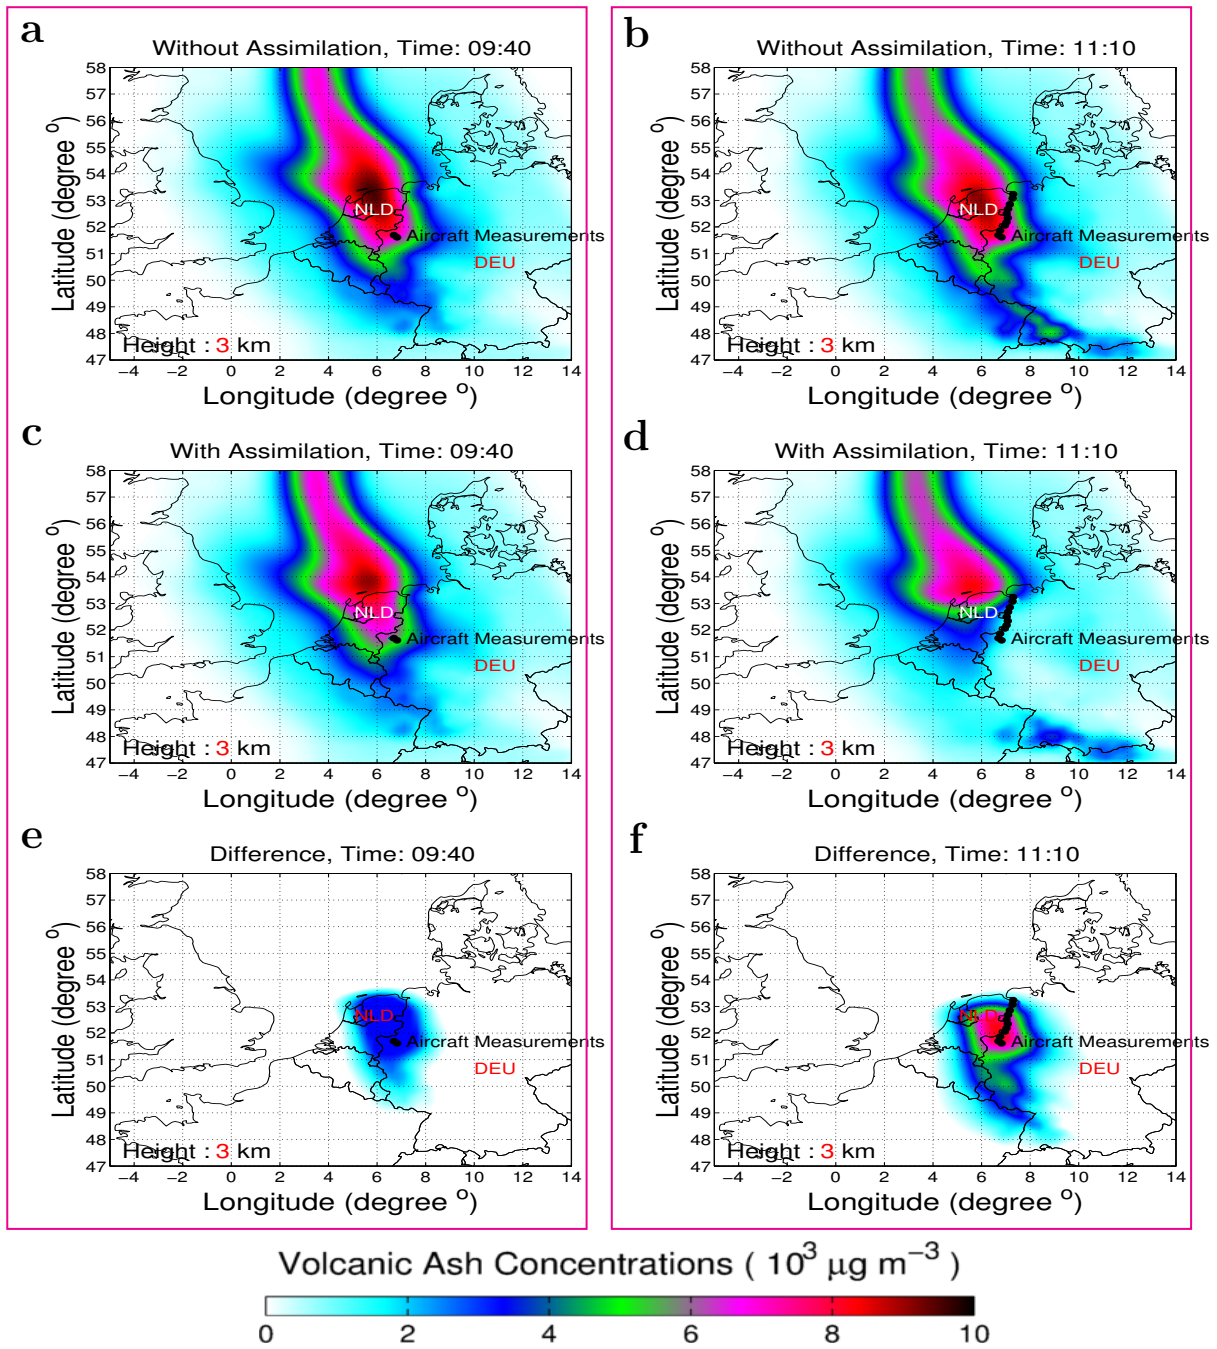 a
Without Assimilation, Time: 09:40
58
57
56
55
54
53
52
51
50
49
48
47
Latitude (degree °)
NLD
Aircraft Measurements
DEU
Height : 3 km
−4 −2 0 2 4 6 8 10 12 14
Longitude (degree °)
b
Without Assimilation, Time: 11:10
58
57
56
55
54
53
52
51
50
49
48
47
Latitude (degree °)
NLD
Aircraft Measurements
DEU
Height : 3 km
−4 −2 0 2 4 6 8 10 12 14
Longitude (degree °)
c
With Assimilation, Time: 09:40
58
57
56
55
54
53
52
51
50
49
48
47
Latitude (degree °)
NLD
Aircraft Measurements
DEU
Height : 3 km
−4 −2 0 2 4 6 8 10 12 14
Longitude (degree °)
d
With Assimilation, Time: 11:10
58
57
56
55
54
53
52
51
50
49
48
47
Latitude (degree °)
NLD
Aircraft Measurements
DEU
Height : 3 km
−4 −2 0 2 4 6 8 10 12 14
Longitude (degree °)
e
Difference, Time: 09:40
58
57
56
55
54
53
52
51
50
49
48
47
Latitude (degree °)
NLD
Aircraft Measurements
DEU
Height : 3 km
−4 −2 0 2 4 6 8 10 12 14
Longitude (degree °)
f
Difference, Time: 11:10
58
57
56
55
54
53
52
51
50
49
48
47
Latitude (degree °)
NLD
Aircraft Measurements
DEU
Height : 3 km
−4 −2 0 2 4 6 8 10 12 14
Longitude (degree °)
Volcanic Ash Concentrations ( 10³ μg m⁻³ )
0 2 4 6 8 10